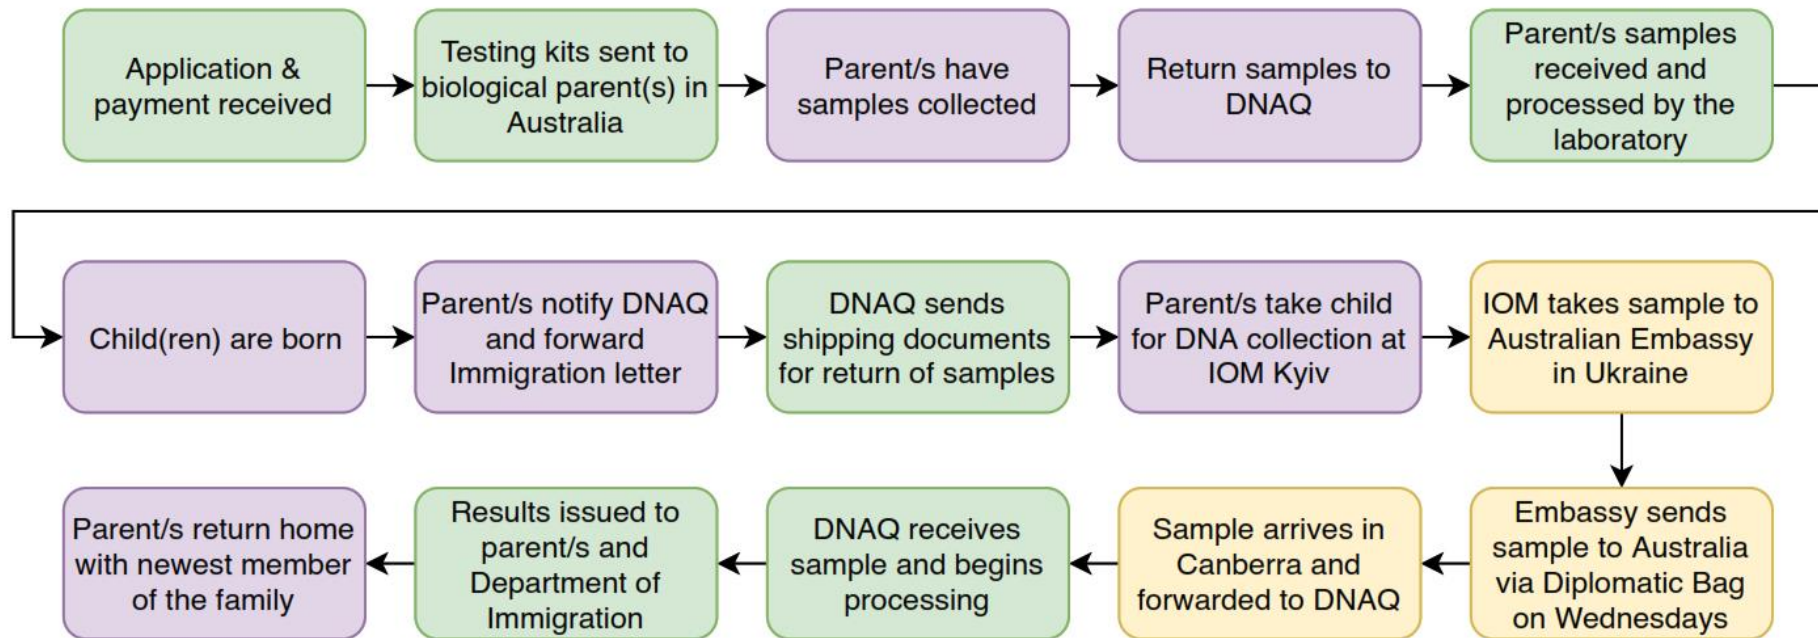 Application &
payment received
Testing kits sent to
biological parent(s) in
Australia
Parent/s have
samples collected
Return samples to
DNAQ
Parent/s samples
received and
processed by the
laboratory
Child(ren) are born
Parent/s notify DNAQ
and forward
Immigration letter
DNAQ sends
shipping documents
for return of samples
Parent/s take child
for DNA collection at
IOM Kyiv
IOM takes sample to
Australian Embassy
in Ukraine
Embassy sends
sample to Australia
via Diplomatic Bag
on Wednesdays
Sample arrives in
Canberra and
forwarded to DNAQ
DNAQ receives
sample and begins
processing
Results issued to
parent/s and
Department of
Immigration
Parent/s return home
with newest member
of the family